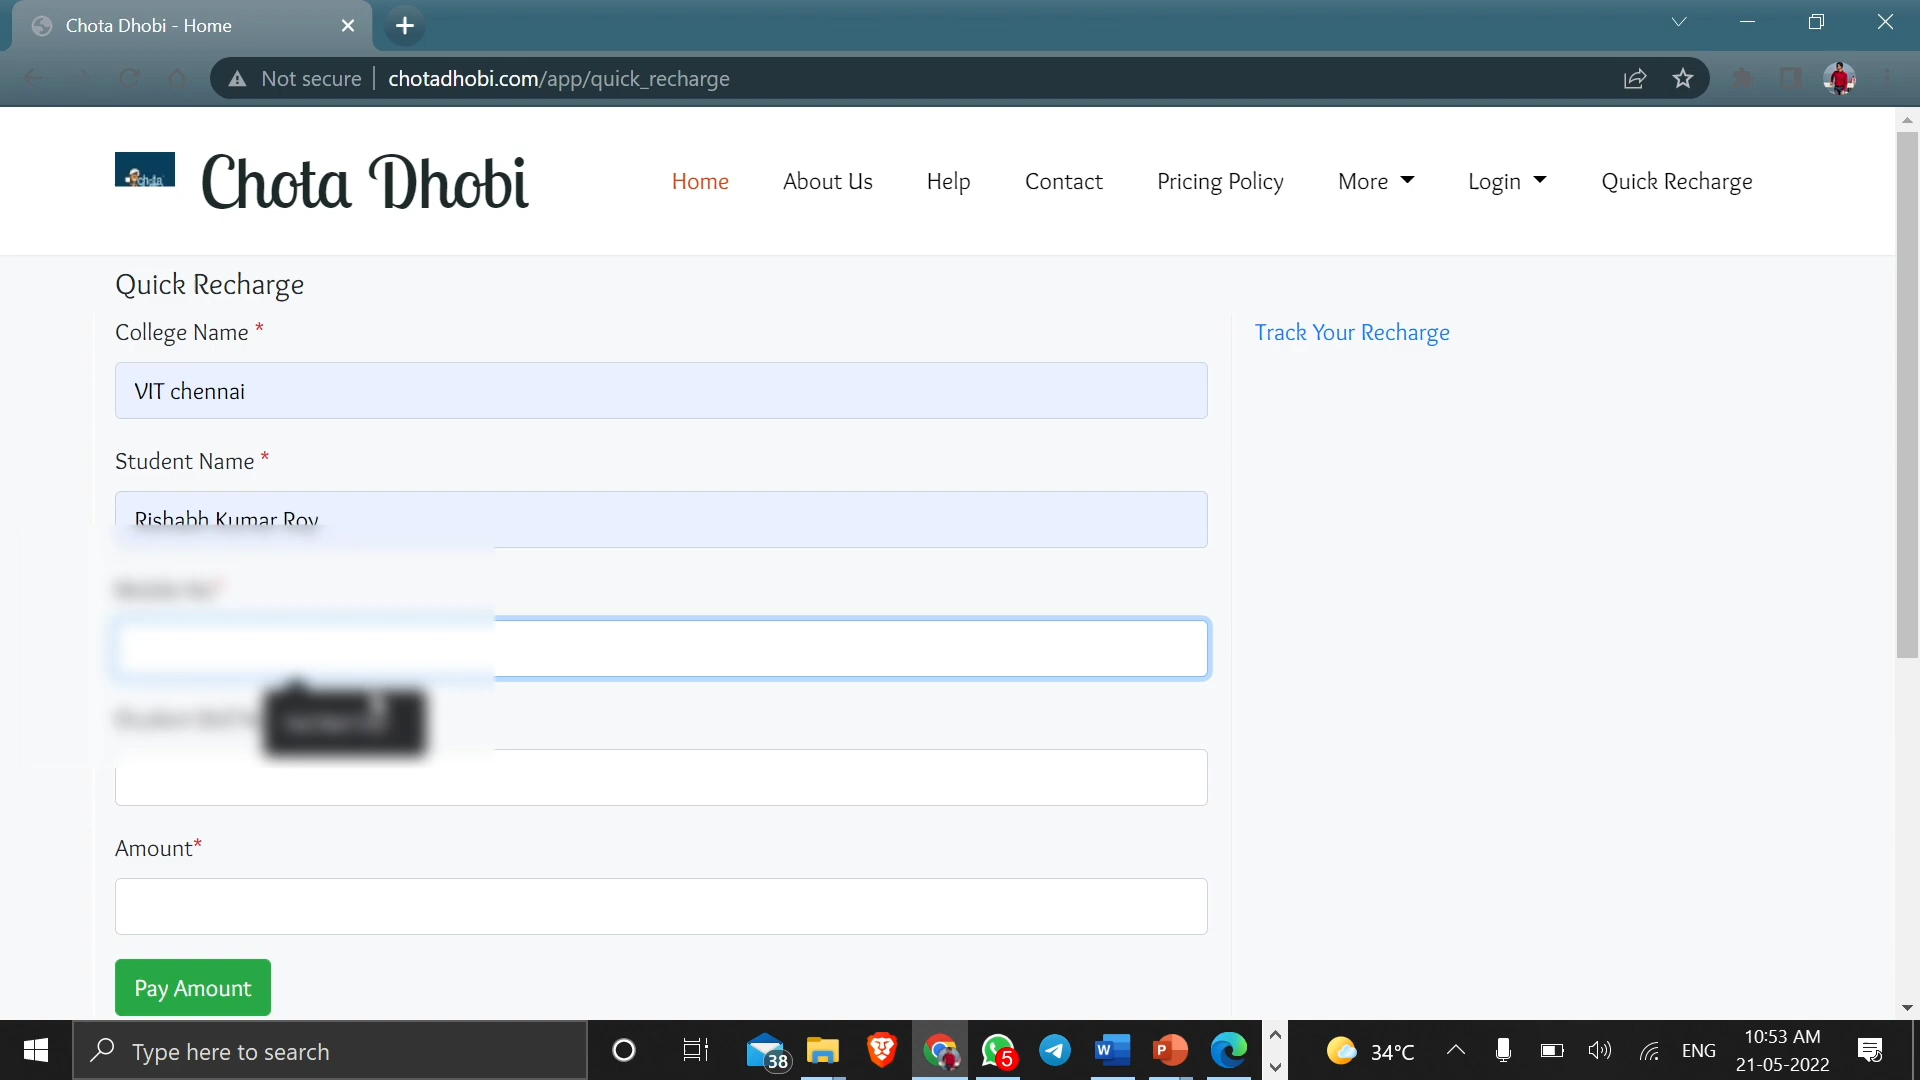 Chota Dhobi - Home
Not secure
chotadhobi.com/app/quick_recharge
chota
Chota Dhobi
Home
About Us
Help
Contact
Pricing Policy
More
Login
Quick Recharge
Quick Recharge
College Name *
Track Your Recharge
VIT chennai
Student Name *
Rishabh Kumar Roy
Amount*
Pay Amount
Type here to search
38
5
W
P
34°C
ENG
10:53 AM
21-05-2022